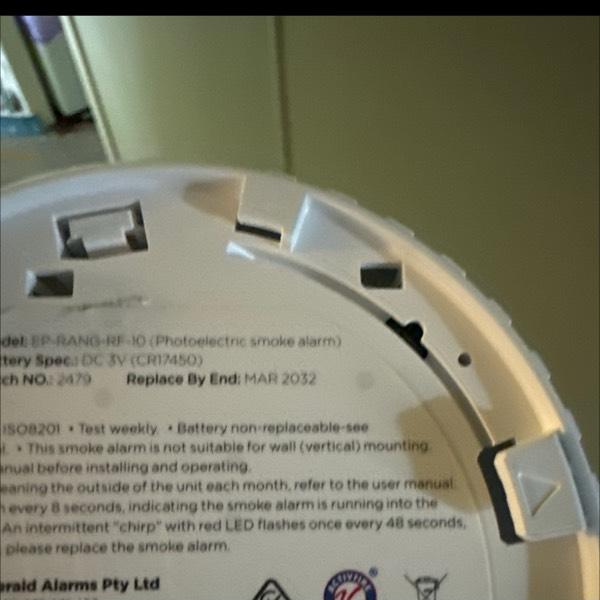 del: EP-RANG-RF-10 (Photoelectric smoke alarm)
tery Spec.: DC 3V (CR17450)
ch NO.: 2479 Replace By End: MAR 2032
ISO8201 • Test weekly. • Battery non-replaceable-see
l. • This smoke alarm is not suitable for wall (vertical) mounting.
anual before installing and operating.
eaning the outside of the unit each month, refer to the user manual.
every 8 seconds, indicating the smoke alarm is running into the
An intermittent "chirp" with red LED flashes once every 48 seconds,
please replace the smoke alarm.
erald Alarms Pty Ltd
ACTIVFIRE